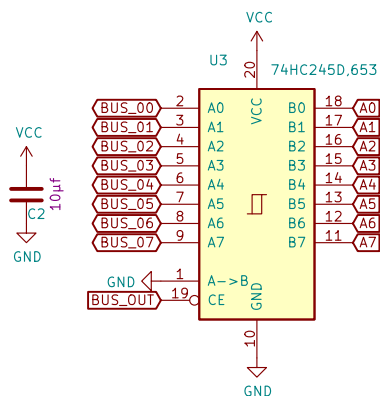 VCC
U3
74HC245D,653
20
VCC
BUS_00 2 A0 B0 18 A0
BUS_01 3 A1 B1 17 A1
BUS_02 4 A2 B2 16 A2
BUS_03 5 A3 B3 15 A3
BUS_04 6 A4 B4 14 A4
BUS_05 7 A5 B5 13 A5
BUS_06 8 A6 B6 12 A6
BUS_07 9 A7 B7 11 A7
VCC
10µf
C2
GND
GND 1 A->B
BUS_OUT 19 CE
GND
10
GND